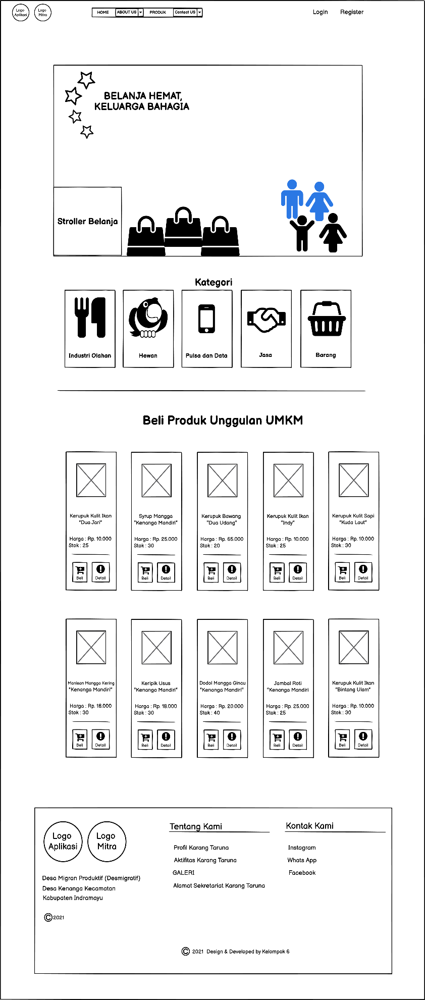 Logo
Aplikasi
Logo
Mitra
HOME
ABOUT US
PRODUK
Contact US
Login
Register
BELANJA HEMAT,
KELUARGA BAHAGIA
Stroller Belanja
Kategori
Industri Olahan
Hewan
Pulsa dan Data
Jasa
Barang
Beli Produk Unggulan UMKM
Kerupuk Kulit Ikan
"Dua Jari"
Harga : Rp. 10.000
Stok : 25
Beli
Detail
Syrup Mangga
"Kenanga Mandiri"
Harga : Rp. 25.000
Stok : 30
Beli
Detail
Kerupuk Bawang
"Dua Udang"
Harga : Rp. 65.000
Stok : 20
Beli
Detail
Kerupuk Kulit Ikan
"Indy"
Harga : Rp. 10.000
Stok : 25
Beli
Detail
Kerupuk Kulit Sapi
"Kuda Laut"
Harga : Rp. 10.000
Stok : 30
Beli
Detail
Manisan Mangga Kering
"Kenanga Mandiri"
Harga : Rp. 18.000
Stok : 30
Beli
Detail
Keripik Usus
"Kenanga Mandiri"
Harga : Rp. 18.000
Stok : 30
Beli
Detail
Dodol Mangga Gincu
"Kenanga Mandiri"
Harga : Rp. 20.000
Stok : 40
Beli
Detail
Jambal Roti
"Kenanga Mandiri
Harga : Rp. 25.000
Stok : 25
Beli
Detail
Kerupuk Kulit Ikan
"Bintang Ulam"
Harga : Rp. 10.000
Stok : 30
Beli
Detail
Logo
Aplikasi
Logo
Mitra
Desa Migran Produktif (Desmigratif)
Desa Kenanga Kecamatan
Kabupaten Indramayu
© 2021
Tentang Kami
Profil Karang Taruna
Aktifitas Karang Taruna
GALERI
Alamat Sekretariat Karang Taruna
Kontak Kami
Instagram
Whats App
Facebook
© 2021 Design & Developed by Kelompok 6